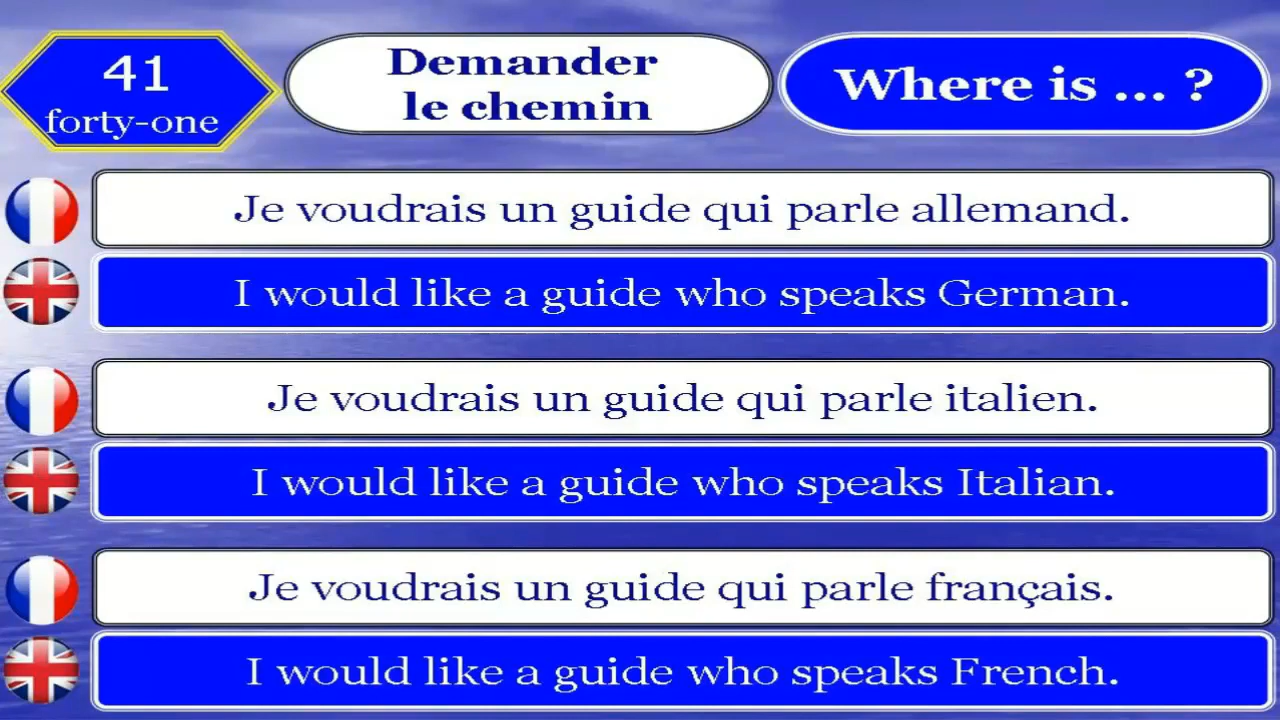 41
forty-one
Demander
le chemin
Where is ... ?
Je voudrais un guide qui parle allemand.
I would like a guide who speaks German.
Je voudrais un guide qui parle italien.
I would like a guide who speaks Italian.
Je voudrais un guide qui parle français.
I would like a guide who speaks French.